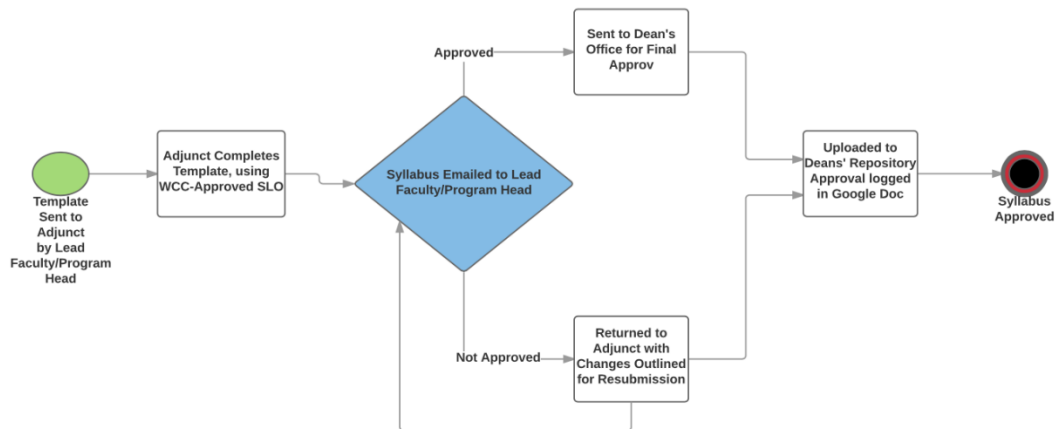 Template
Sent to
Adjunct
by Lead
Faculty/Program
Head
Adjunct Completes
Template, using
WCC-Approved SLO
Syllabus Emailed to Lead
Faculty/Program Head
Approved
Sent to Dean's
Office for Final
Approv
Not Approved
Returned to
Adjunct with
Changes Outlined
for Resubmission
Uploaded to
Deans' Repository
Approval logged
in Google Doc
Syllabus
Approved